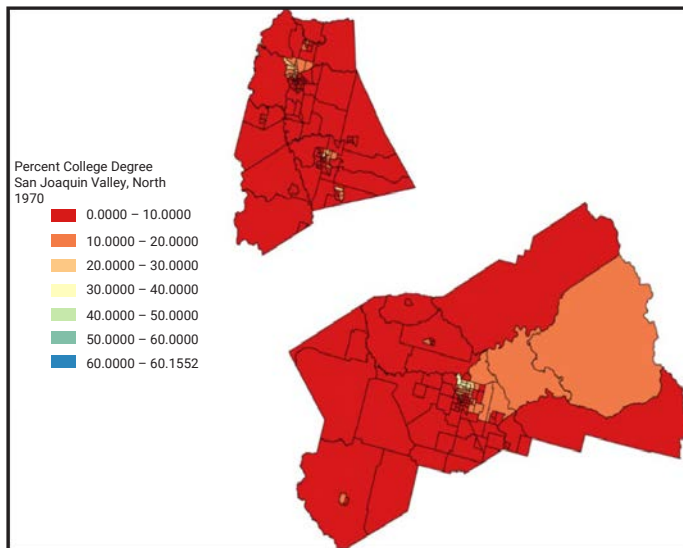 Percent College Degree
San Joaquin Valley, North
1970
0.0000 – 10.0000
10.0000 – 20.0000
20.0000 – 30.0000
30.0000 – 40.0000
40.0000 – 50.0000
50.0000 – 60.0000
60.0000 – 60.1552